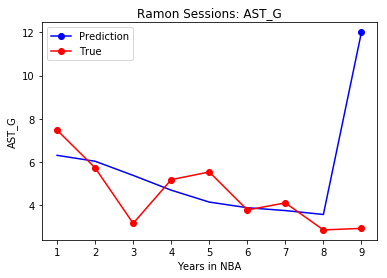 Ramon Sessions: AST_G
Prediction
True
AST_G
12
10
8
6
4
1 2 3 4 5 6 7 8 9
Years in NBA